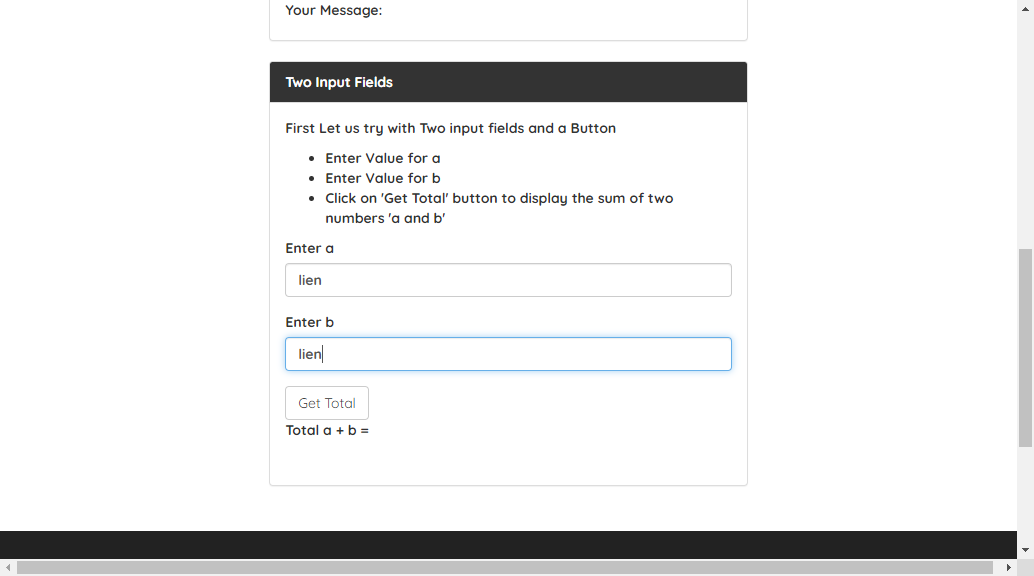 Your Message:
Two Input Fields
First Let us try with Two input fields and a Button
Enter Value for a
Enter Value for b
Click on 'Get Total' button to display the sum of two
numbers 'a and b'
Enter a
lien
Enter b
lien
Get Total
Total a + b =